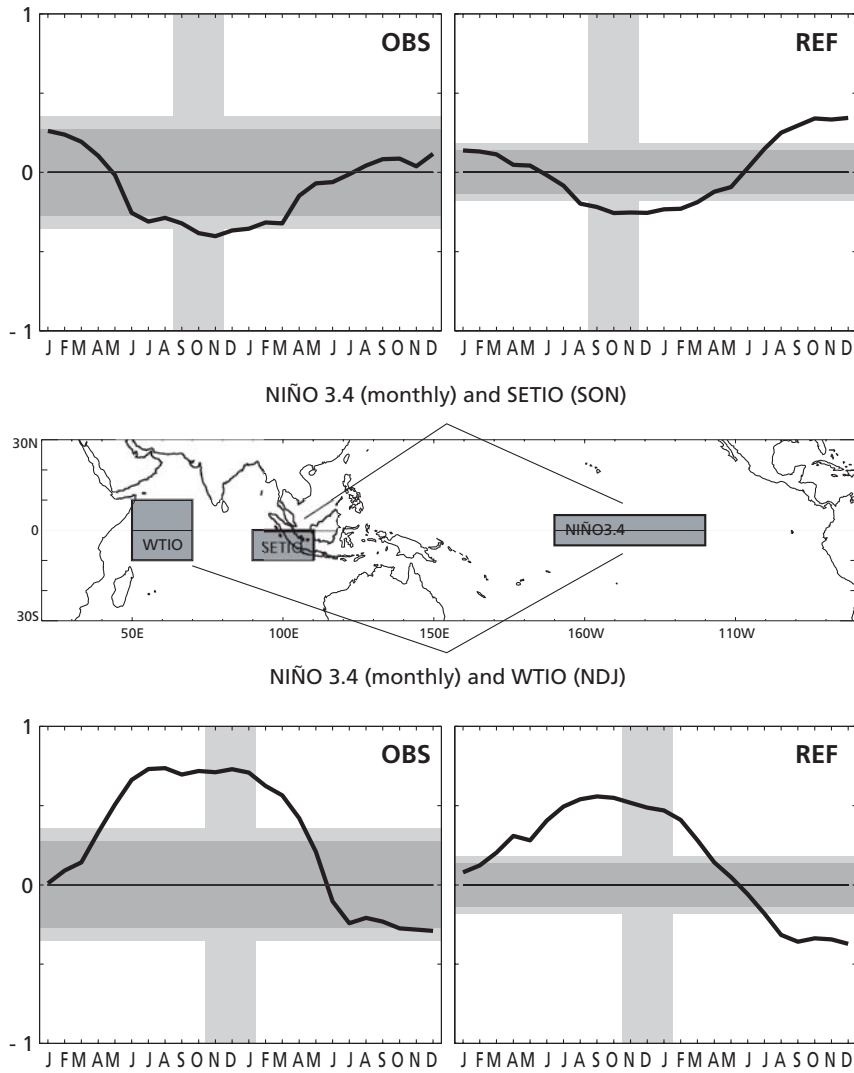 1
OBS
REF
0
- 1
J F M A M J J A S O N D J F M A M J J A S O N D
J F M A M J J A S O N D J F M A M J J A S O N D
NIÑO 3.4 (monthly) and SETIO (SON)
30N
0
30S
WTIO
SETIO
NIÑO3.4
50E
100E
150E
160W
110W
NIÑO 3.4 (monthly) and WTIO (NDJ)
1
OBS
REF
0
- 1
J F M A M J J A S O N D J F M A M J J A S O N D
J F M A M J J A S O N D J F M A M J J A S O N D